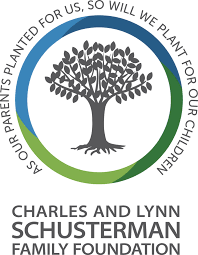 AS OUR PARENTS PLANTED FOR US, SO WILL WE PLANT FOR OUR CHILDREN
CHARLES AND LYNN
SCHUSTERMAN
FAMILY FOUNDATION